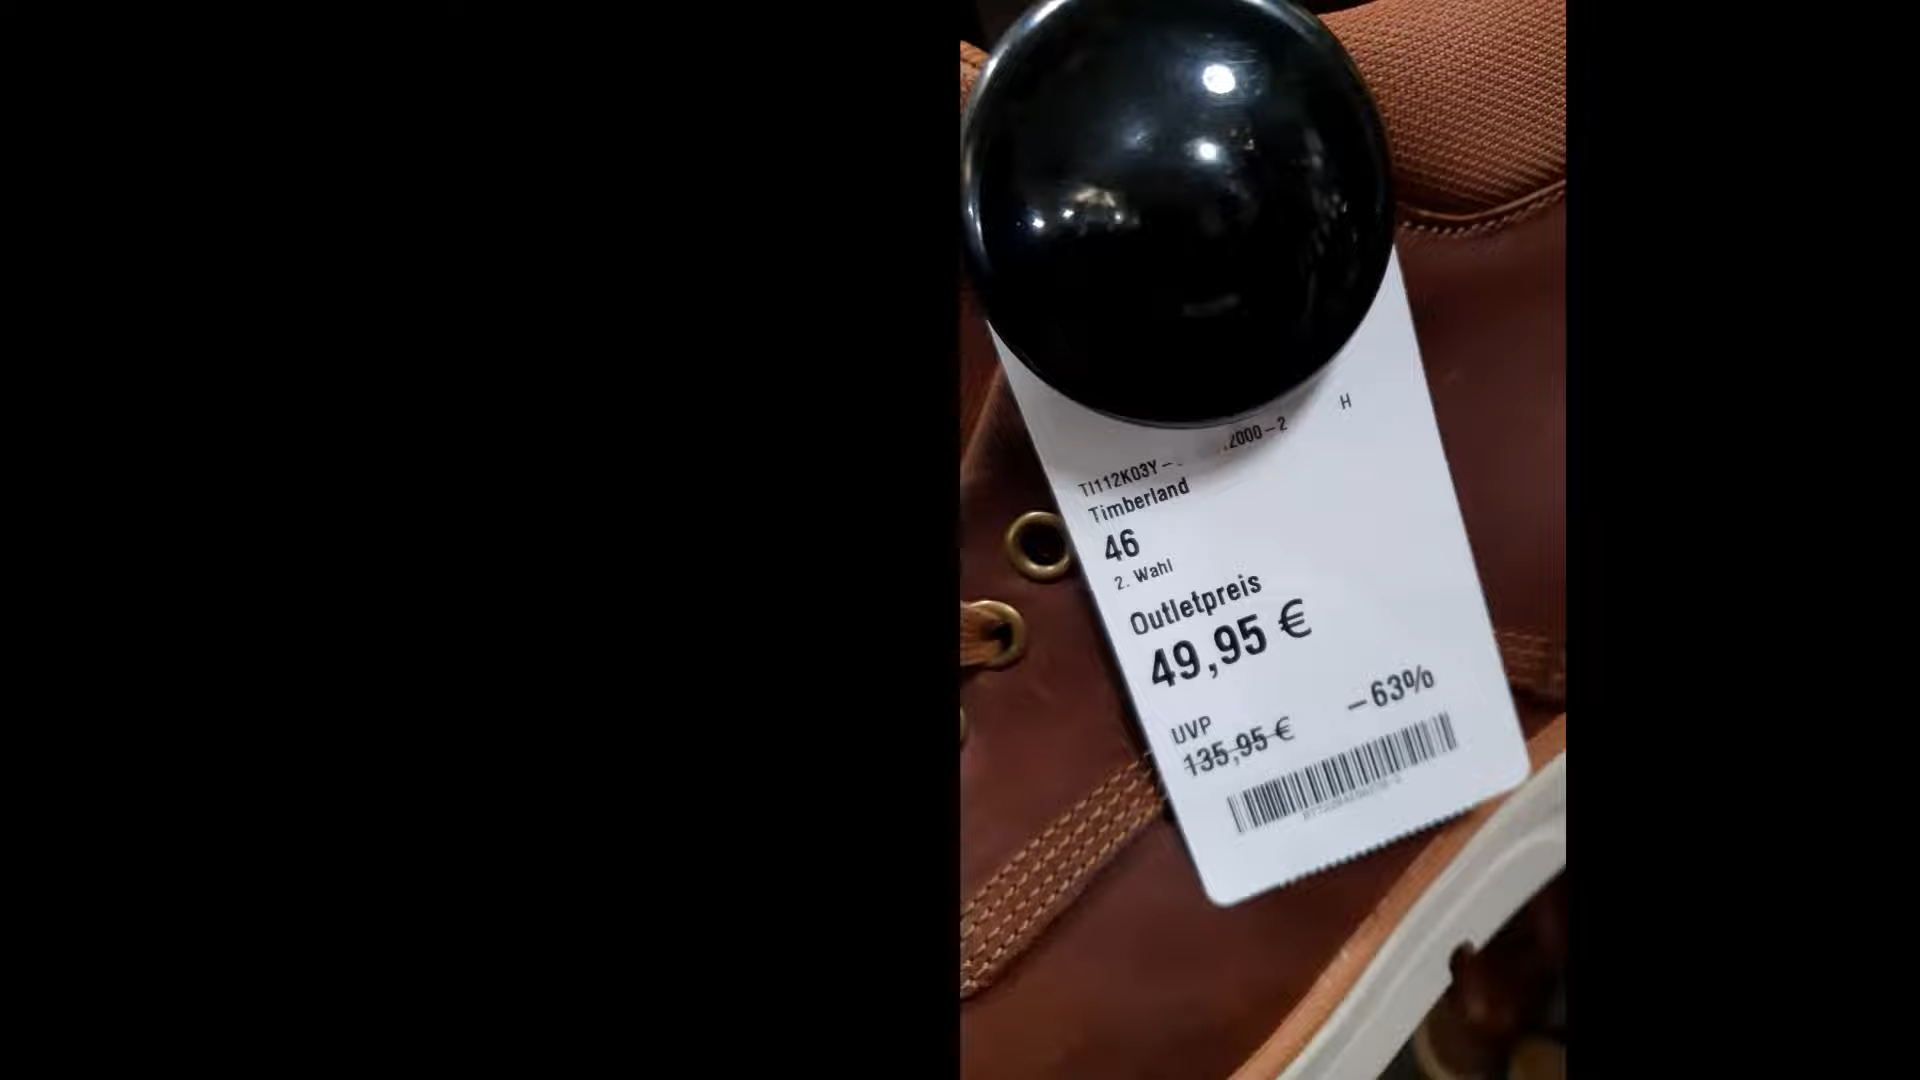 H
2000-2
TI112K03Y-
Timberland
46
2. Wahl
Outletpreis
49,95 €
-63%
UVP
135,95 €